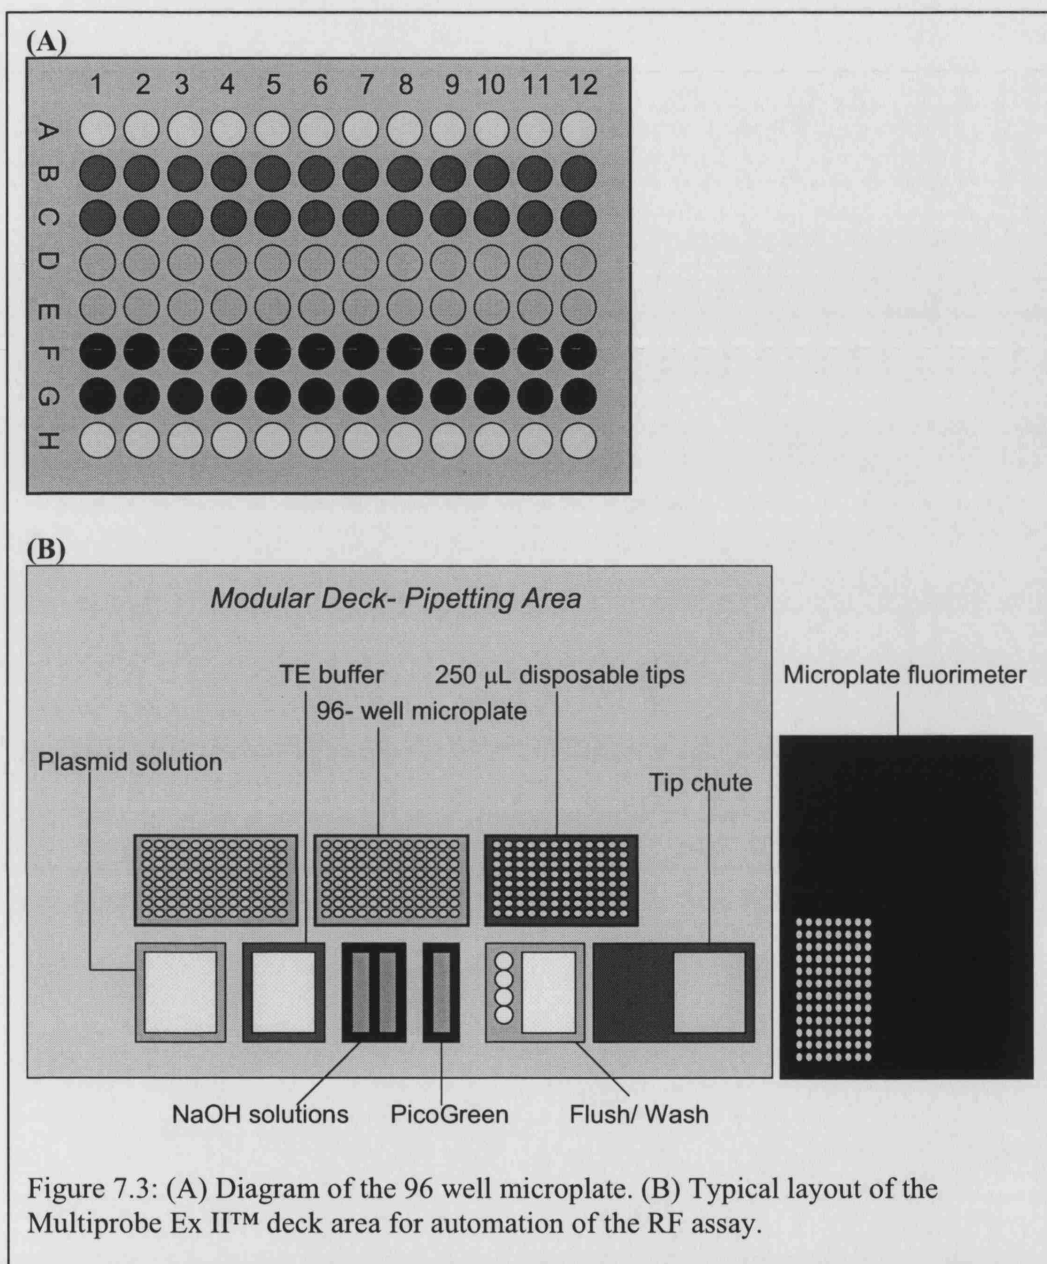 (A)
1 2 3 4 5 6 7 8 9 10 11 12
A
B
C
D
E
F
G
H
(B)
Modular Deck- Pipetting Area
TE buffer
250 µL disposable tips
Microplate fluorimeter
96- well microplate
Plasmid solution
Tip chute
NaOH solutions
PicoGreen
Flush/ Wash
Figure 7.3: (A) Diagram of the 96 well microplate. (B) Typical layout of the
Multiprobe Ex II™ deck area for automation of the RF assay.